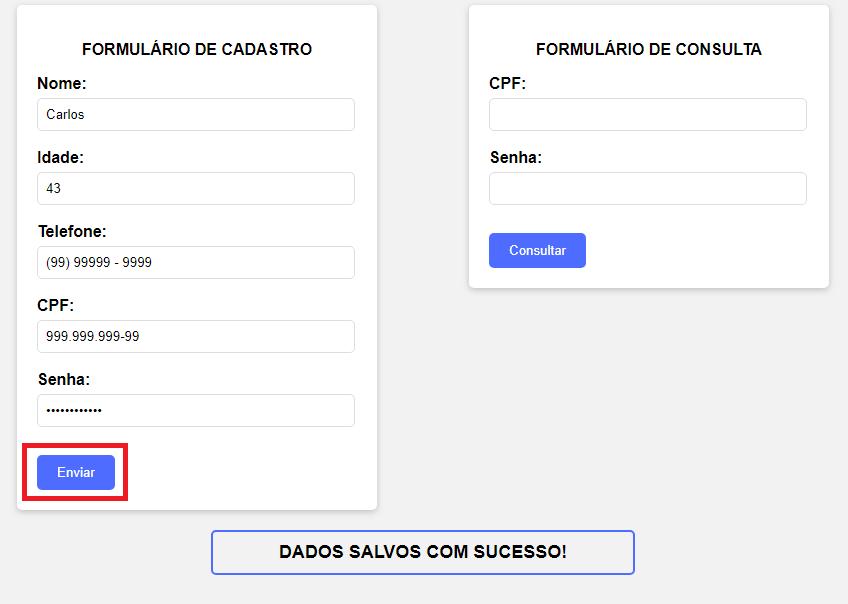 FORMULÁRIO DE CADASTRO
Nome:
Carlos
Idade:
43
Telefone:
(99) 99999 - 9999
CPF:
999.999.999-99
Senha:
••••••••••••
Enviar
FORMULÁRIO DE CONSULTA
CPF:
Senha:
Consultar
DADOS SALVOS COM SUCESSO!